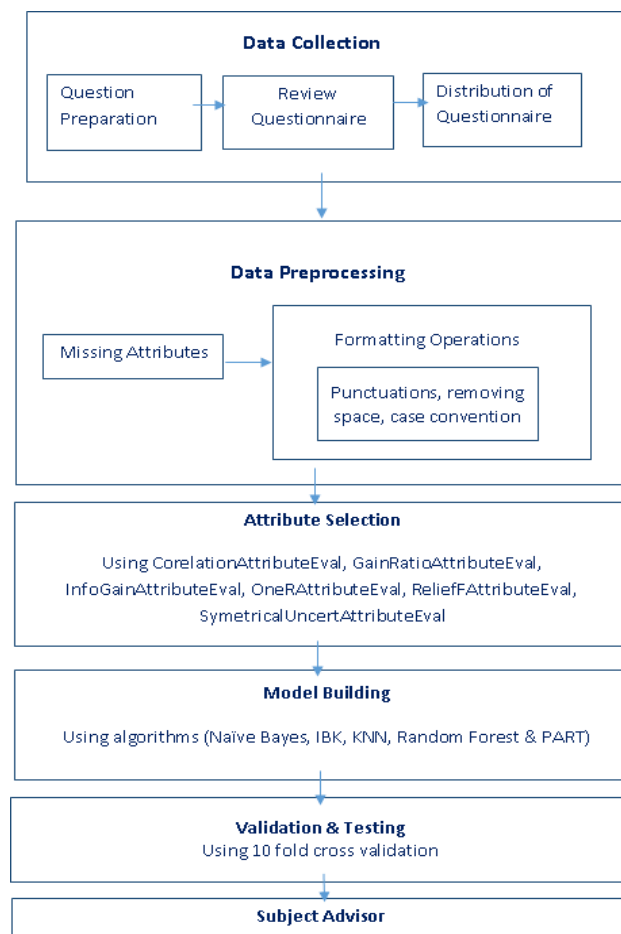 Data Collection
Question
Preparation
Review
Questionnaire
Distribution of
Questionnaire
Data Preprocessing
Missing Attributes
Formatting Operations
Punctuations, removing
space, case convention
Attribute Selection
Using CorelationAttributeEval, GainRatioAttributeEval,
InfoGainAttributeEval, OneRAttributeEval, ReliefFAttributeEval,
SymetricalUncertAttributeEval
Model Building
Using algorithms (Naïve Bayes, IBK, KNN, Random Forest & PART)
Validation & Testing
Using 10 fold cross validation
Subject Advisor